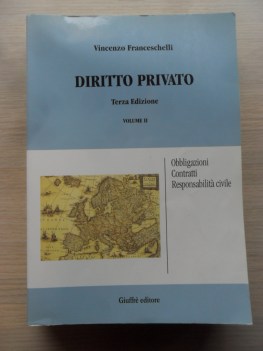 Vincenzo Franceschelli
DIRITTO PRIVATO
Terza Edizione
VOLUME II
Obbligazioni
Contratti
Responsabilità civile
Giuffrè editore